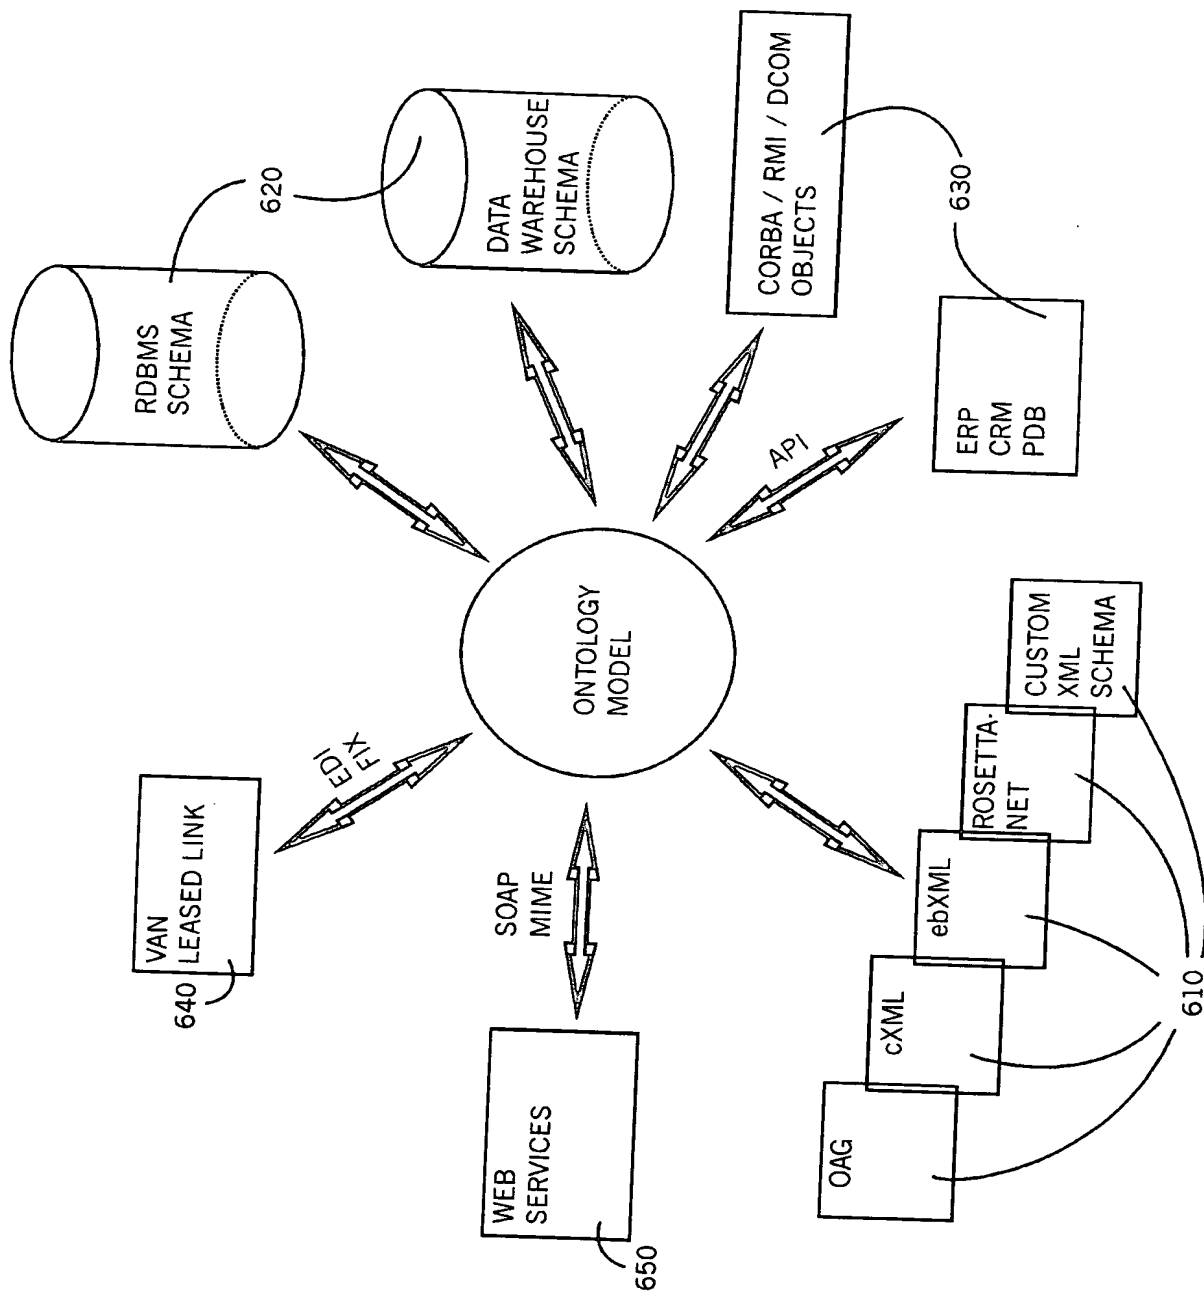 VAN
LEASED LINK
640
RDBMS
SCHEMA
620
DATA
WAREHOUSE
SCHEMA
EDI
FIX
SOAP
MIME
WEB
SERVICES
650
ONTOLOGY
MODEL
CORBA / RMI / DCOM
OBJECTS
630
API
ERP
CRM
PDB
OAG
cXML
ebXML
ROSETTA-
NET
CUSTOM
XML
SCHEMA
610